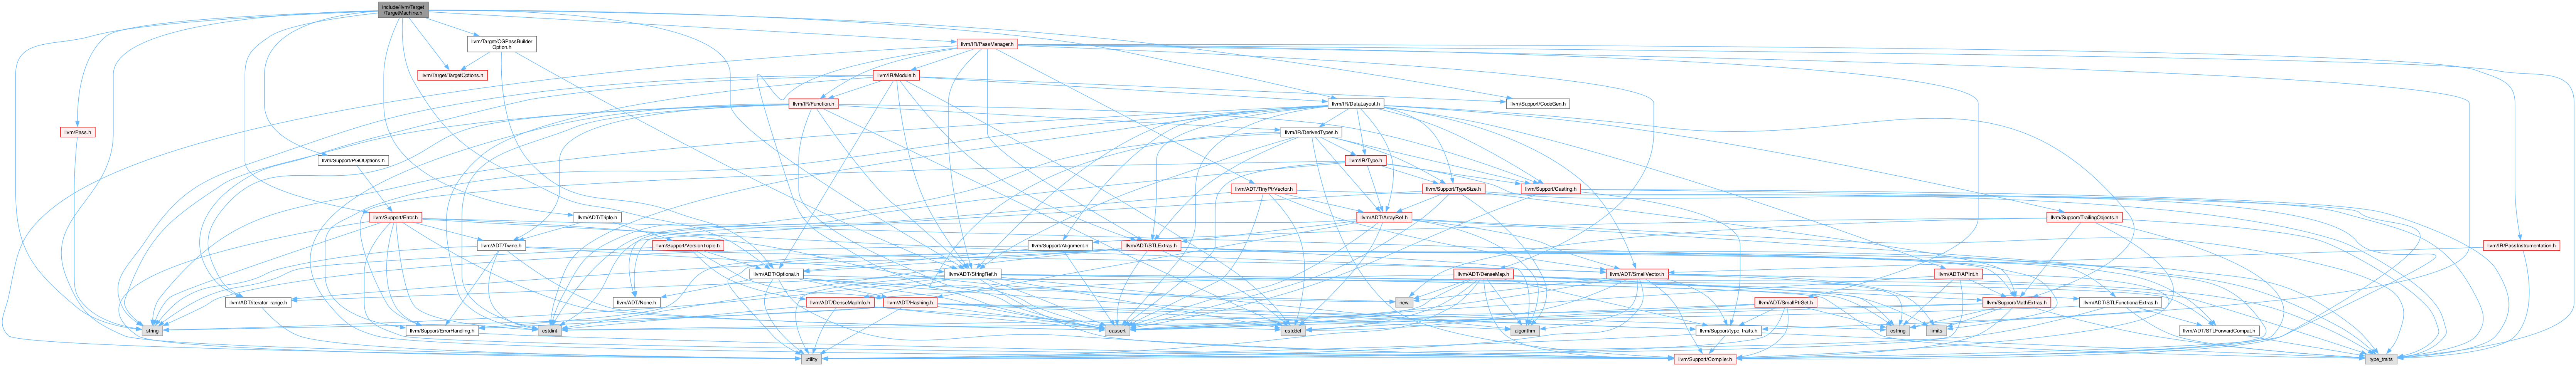 include/llvm/Target
/TargetMachine.h
llvm/Target/CGPassBuilder
Option.h
llvm/IR/PassManager.h
llvm/Target/TargetOptions.h
llvm/IR/Module.h
llvm/IR/Function.h
llvm/IR/DataLayout.h
llvm/Support/CodeGen.h
llvm/Pass.h
llvm/IR/DerivedTypes.h
llvm/Support/PGOOptions.h
llvm/IR/Type.h
llvm/ADT/TinyPtrVector.h
llvm/Support/TypeSize.h
llvm/Support/Casting.h
llvm/Support/Error.h
llvm/ADT/Triple.h
llvm/ADT/ArrayRef.h
llvm/Support/TrailingObjects.h
llvm/ADT/Twine.h
llvm/Support/VersionTuple.h
llvm/Support/Alignment.h
llvm/ADT/STLExtras.h
llvm/IR/PassInstrumentation.h
llvm/ADT/Optional.h
llvm/ADT/StringRef.h
llvm/ADT/SmallVector.h
llvm/ADT/DenseMap.h
llvm/ADT/APInt.h
llvm/ADT/iterator_range.h
llvm/ADT/None.h
llvm/ADT/DenseMapInfo.h
llvm/ADT/Hashing.h
new
llvm/ADT/SmallPtrSet.h
llvm/Support/MathExtras.h
llvm/ADT/STLFunctionalExtras.h
string
llvm/Support/ErrorHandling.h
cstdint
cassert
cstddef
algorithm
llvm/Support/type_traits.h
cstring
limits
llvm/ADT/STLForwardCompat.h
utility
llvm/Support/Compiler.h
type_traits